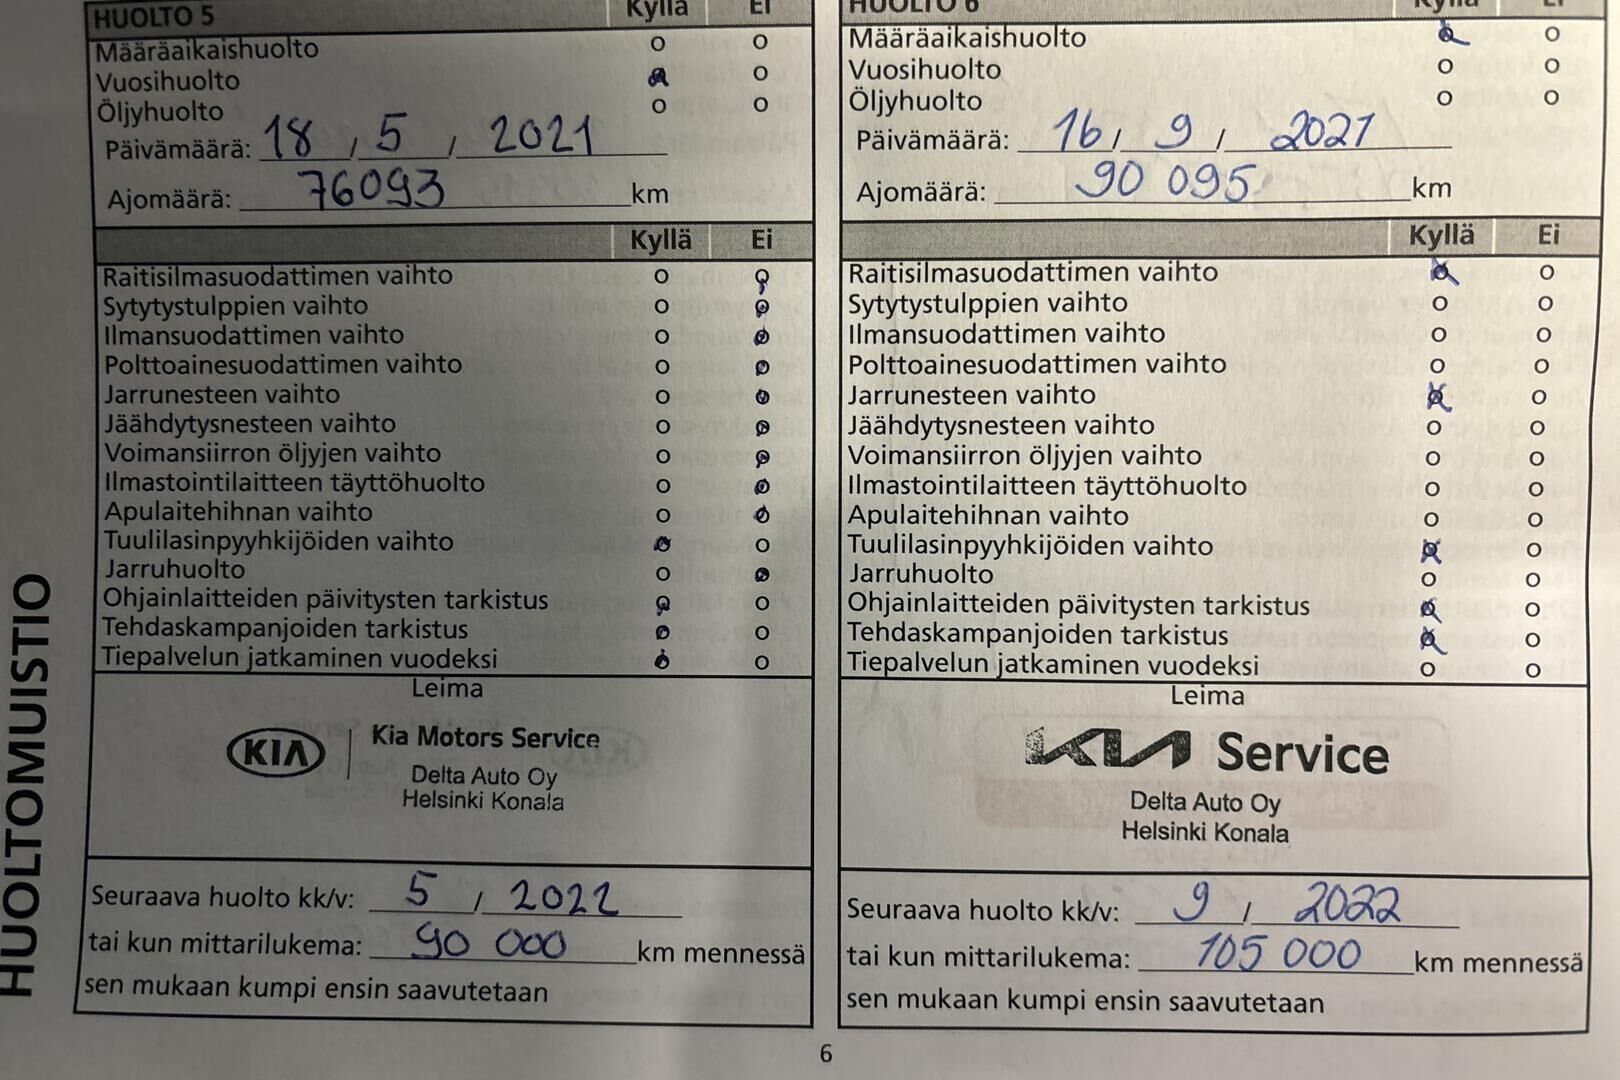 HUOLTOMUISTIO
HUOLTO 5 Kyllä Ei
Määräaikaishuolto
Vuosihuolto
Öljyhuolto
Päivämäärä: 18 / 5 / 2021
Ajomäärä: 76093 km
Kyllä Ei
Raitisilmasuodattimen vaihto
Sytytystulppien vaihto
Ilmansuodattimen vaihto
Polttoainesuodattimen vaihto
Jarrunesteen vaihto
Jäähdytysnesteen vaihto
Voimansiirron öljyjen vaihto
Ilmastointilaitteen täyttöhuolto
Apulaitehihnan vaihto
Tuulilasinpyyhkijöiden vaihto
Jarruhuolto
Ohjainlaitteiden päivitysten tarkistus
Tehdaskampanjoiden tarkistus
Tiepalvelun jatkaminen vuodeksi
Leima
KIA Kia Motors Service
Delta Auto Oy
Helsinki Konala
Seuraava huolto kk/v: 5 / 2022
tai kun mittarilukema: 90 000 km mennessä
sen mukaan kumpi ensin saavutetaan
HUOLTO 6 Kyllä Ei
Määräaikaishuolto
Vuosihuolto
Öljyhuolto
Päivämäärä: 16 / 9 / 2021
Ajomäärä: 90 095 km
Kyllä Ei
Raitisilmasuodattimen vaihto
Sytytystulppien vaihto
Ilmansuodattimen vaihto
Polttoainesuodattimen vaihto
Jarrunesteen vaihto
Jäähdytysnesteen vaihto
Voimansiirron öljyjen vaihto
Ilmastointilaitteen täyttöhuolto
Apulaitehihnan vaihto
Tuulilasinpyyhkijöiden vaihto
Jarruhuolto
Ohjainlaitteiden päivitysten tarkistus
Tehdaskampanjoiden tarkistus
Tiepalvelun jatkaminen vuodeksi
Leima
KIA Service
Delta Auto Oy
Helsinki Konala
Seuraava huolto kk/v: 9 / 2022
tai kun mittarilukema: 105 000 km mennessä
sen mukaan kumpi ensin saavutetaan
6